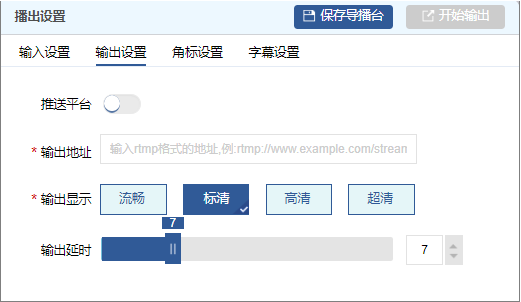 播出设置 保存导播台 开始输出
输入设置 输出设置 角标设置 字幕设置
推送平台
* 输出地址 输入rtmp格式的地址,例:rtmp://www.example.com/strean
* 输出显示 流畅 标清 高清 超清
7
输出延时 7